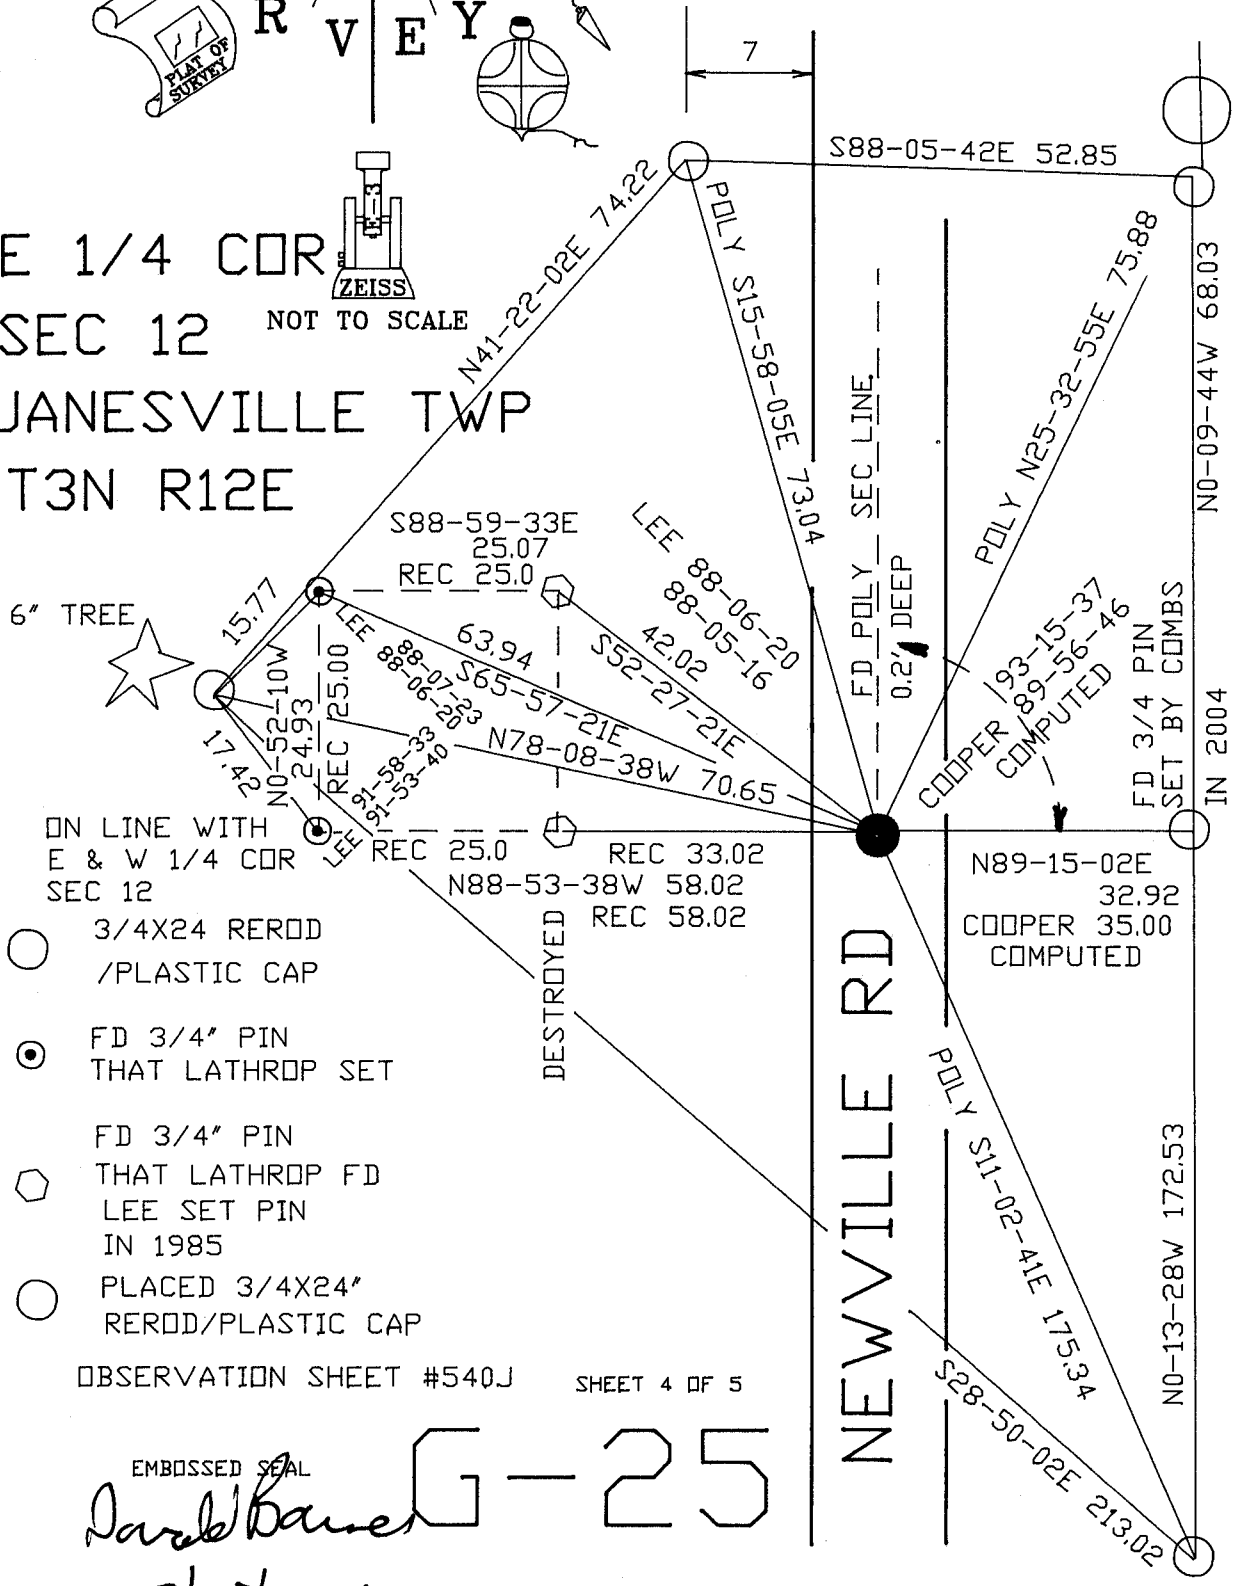 R V E Y
PLAT OF
SURVEY
7
S88-05-42E 52.85
N41-22-02E 74.22
3
ZEISS
NOT TO SCALE
E 1/4 COR
SEC 12
JANESVILLE TWP
T3N R12E
POLY S15-58-05E 73.04
FD POLY SEC LINE
0.2' DEEP
POLY N25-32-55E 75.88
N0-09-44W 68.03
S88-59-33E
25.07
REC 25.0
LEE 88-06-20
88-05-16
42.02
S52-27-21E
6" TREE
15.77
17.42
N0-52-10W
24.93
REC 25.00
LEE 88-07-23
88-06-20
63.94
S65-57-21E
N78-08-38W 70.65
91-58-33
LEE 91-53-40
93-15-37
COOPER 89-56-46
COMPUTED
FD 3/4 PIN
SET BY COMBS
IN 2004
ON LINE WITH
E & W 1/4 COR
SEC 12
REC 25.0
REC 33.02
N88-53-38W 58.02
REC 58.02
N89-15-02E
32.92
COOPER 35.00
COMPUTED
DESTROYED
3/4X24 REROD
/PLASTIC CAP
FD 3/4" PIN
THAT LATHROP SET
FD 3/4" PIN
THAT LATHROP FD
LEE SET PIN
IN 1985
PLACED 3/4X24"
REROD/PLASTIC CAP
NEWVILLE RD
POLY S11-02-41E 175.34
N0-13-28W 172.53
S28-50-02E 213.02
OBSERVATION SHEET #540J
SHEET 4 OF 5
EMBOSSED SEAL
G-25